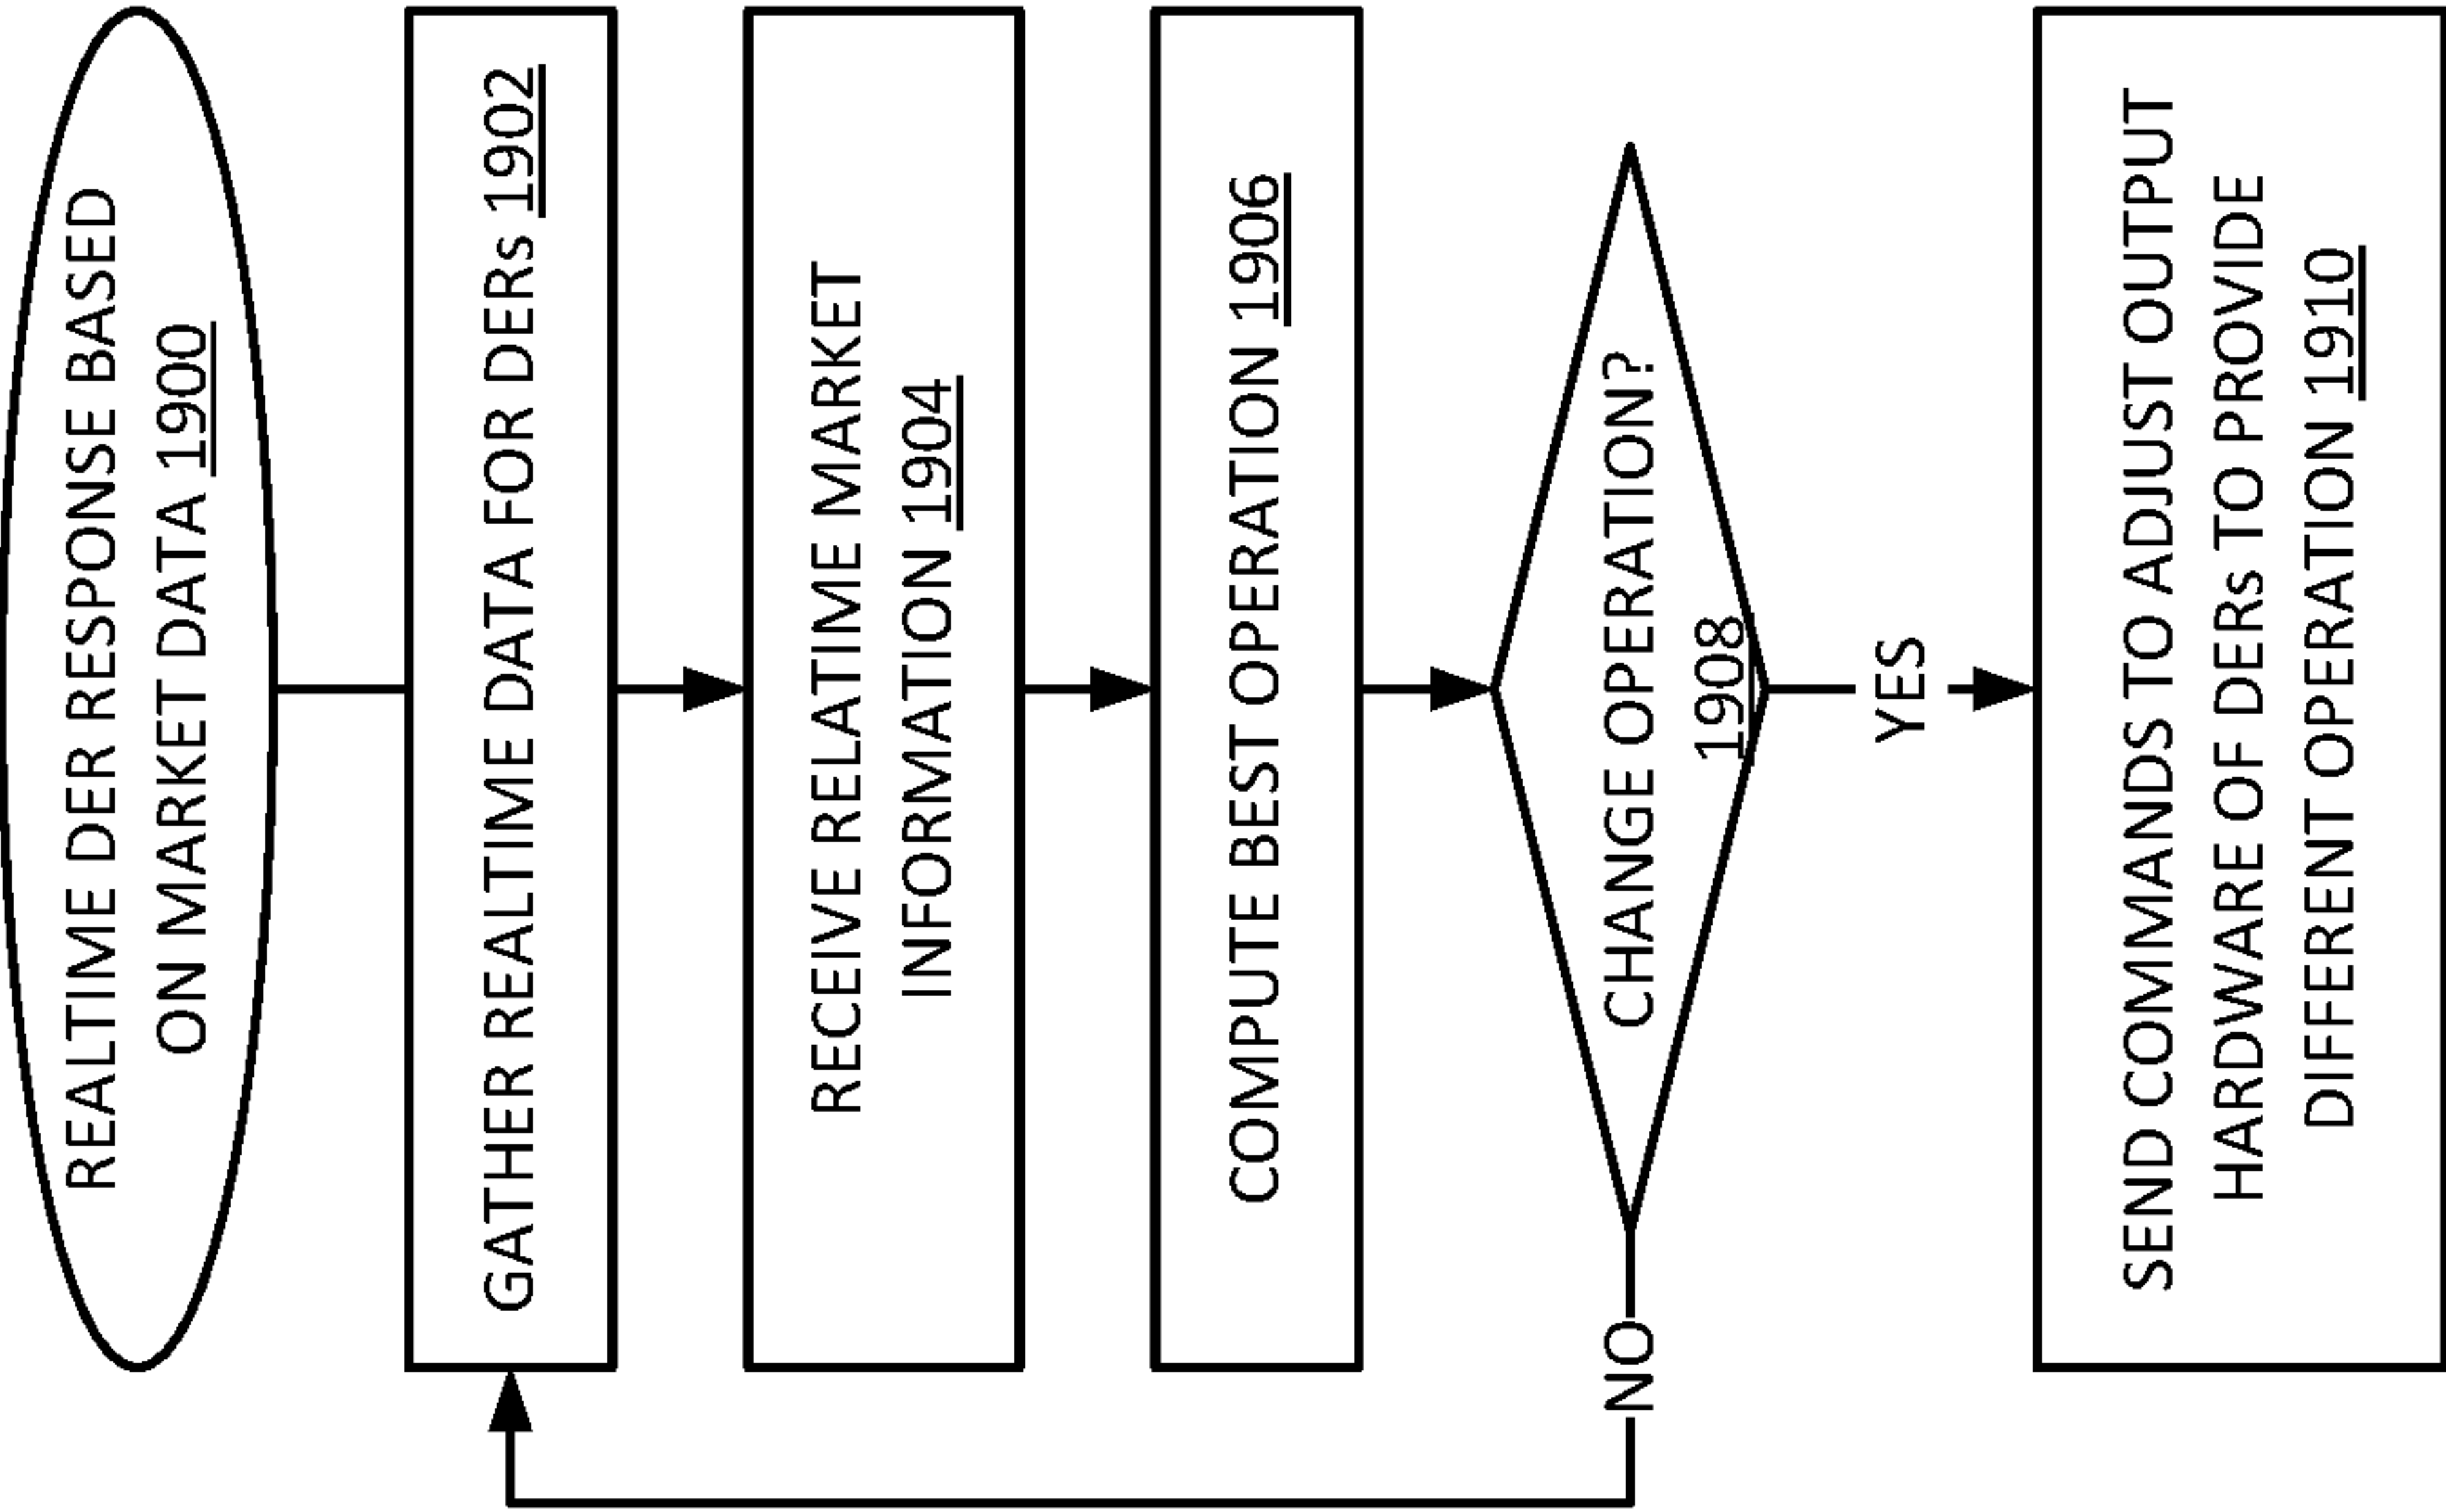 REALTIME DER RESPONSE BASED
ON MARKET DATA 1900
GATHER REALTIME DATA FOR DERs 1902
RECEIVE RELATIME MARKET
INFORMATION 1904
COMPUTE BEST OPERATION 1906
CHANGE OPERATION?
1908
NO
YES
SEND COMMANDS TO ADJUST OUTPUT
HARDWARE OF DERs TO PROVIDE
DIFFERENT OPERATION 1910